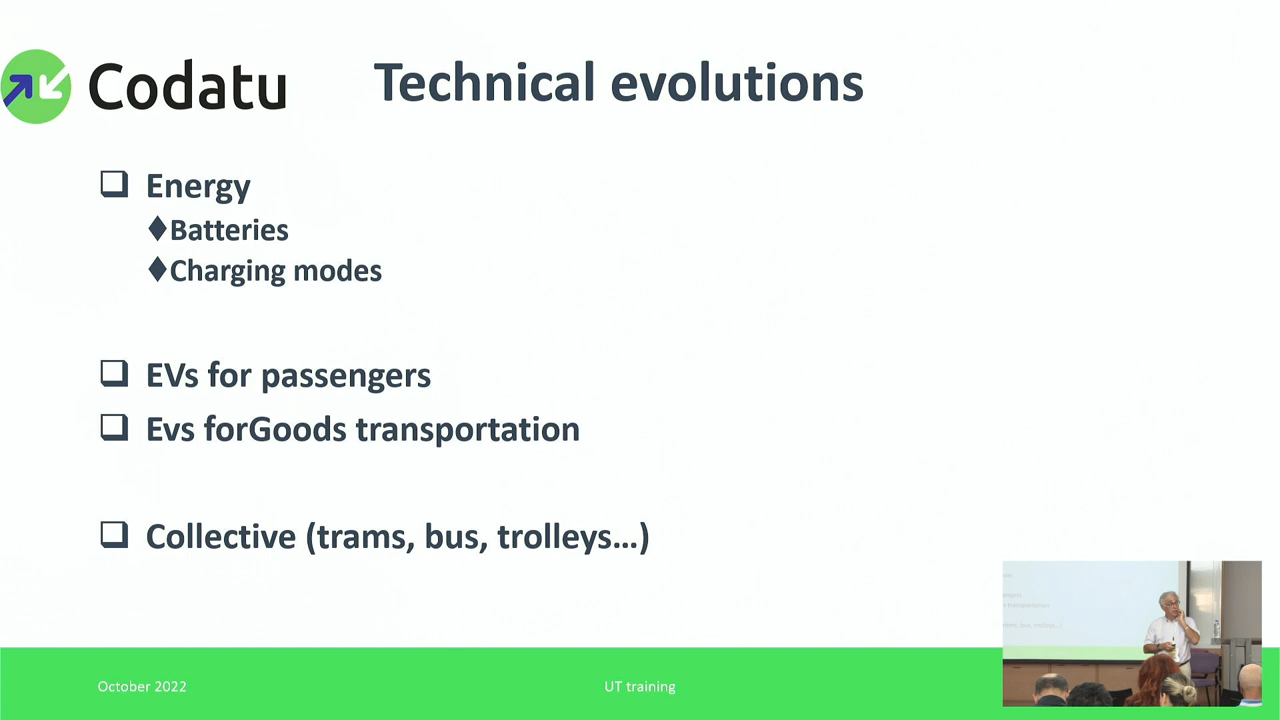 Codatu
Technical evolutions
Energy
Batteries
Charging modes
EVs for passengers
Evs forGoods transportation
Collective (trams, bus, trolleys…)
October 2022
UT training